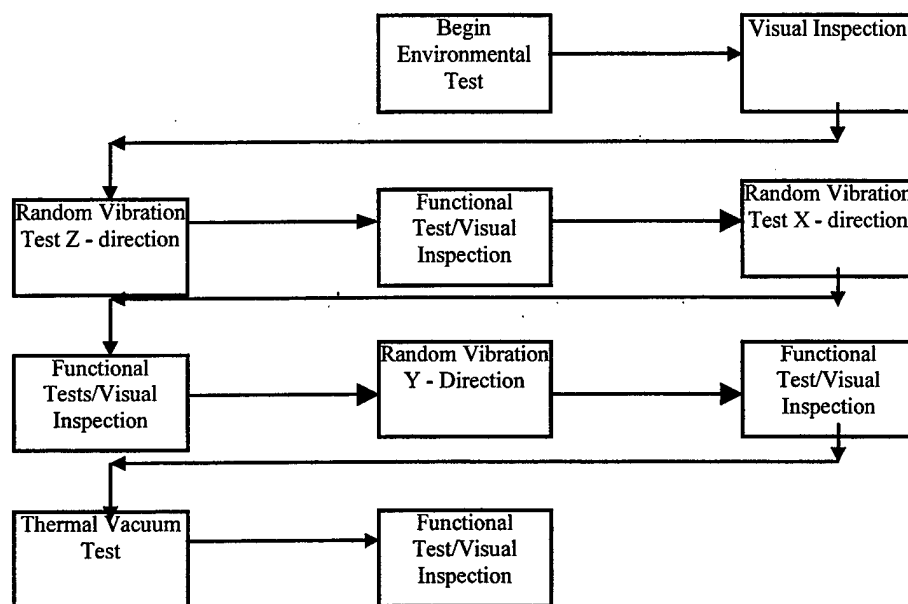 Begin
Environmental
Test
Visual Inspection
Random Vibration
Test Z - direction
Functional
Test/Visual
Inspection
Random Vibration
Test X - direction
Functional
Tests/Visual
Inspection
Random Vibration
Y - Direction
Functional
Test/Visual
Inspection
Thermal Vacuum
Test
Functional
Test/Visual
Inspection